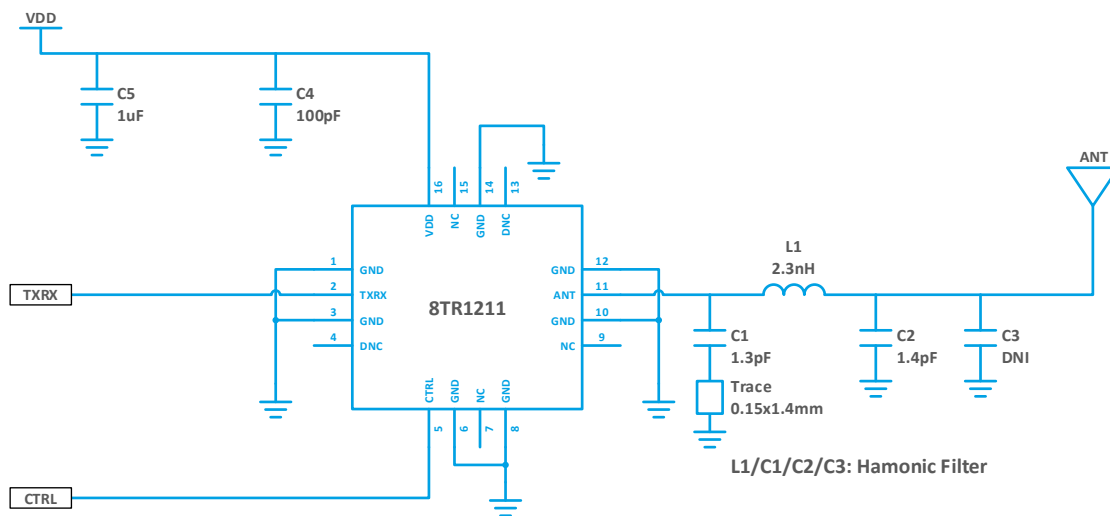 VDD
C5
1uF
C4
100pF
ANT
16
15
14
13
VDD
NC
GND
DNC
L1
2.3nH
1
GND
GND
12
TXRX
2
TXRX
8TR1211
ANT
11
3
GND
GND
10
4
DNC
NC
9
C1
1.3pF
C2
1.4pF
C3
DNI
Trace
0.15x1.4mm
CTRL
GND
NC
GND
5
6
7
8
L1/C1/C2/C3: Hamonic Filter
CTRL